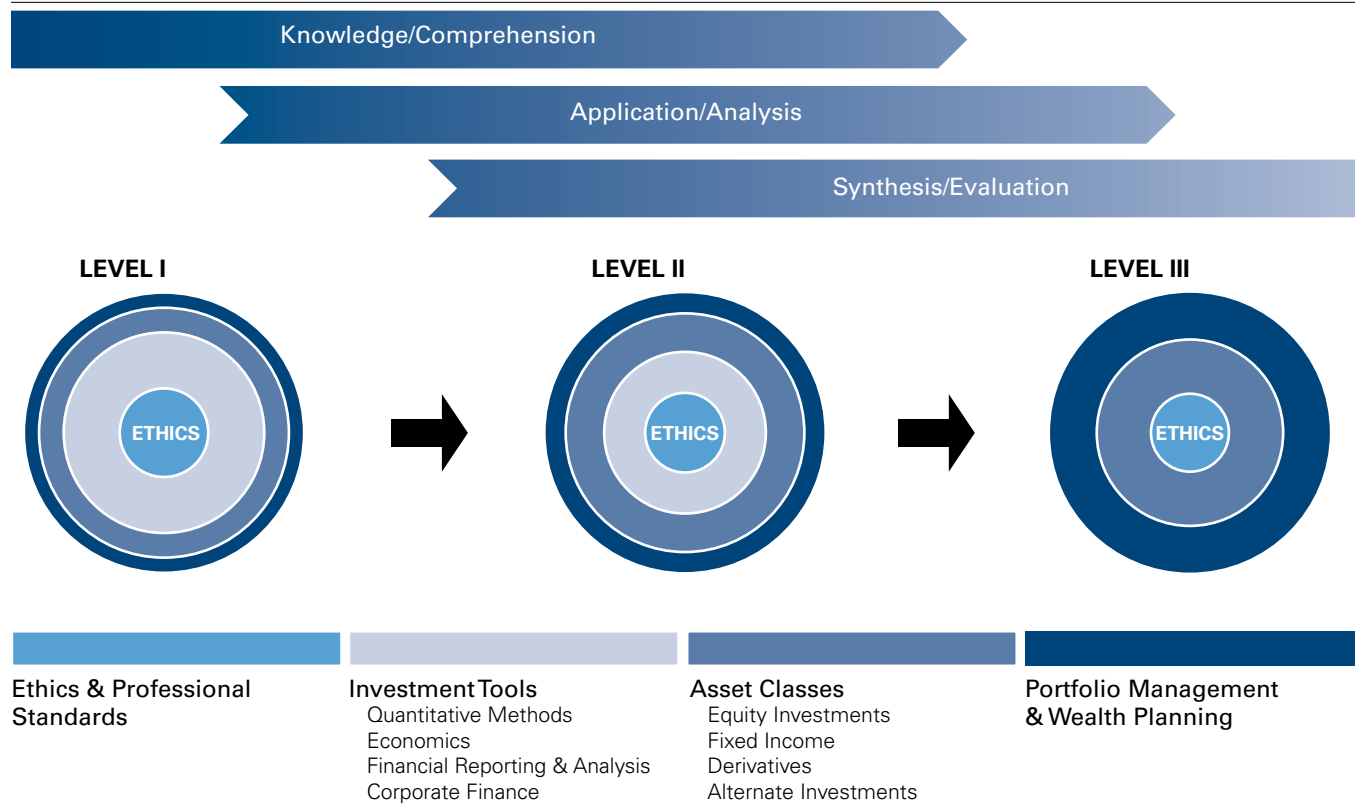 Knowledge/Comprehension
Application/Analysis
Synthesis/Evaluation
LEVEL I
LEVEL II
LEVEL III
ETHICS
ETHICS
ETHICS
Ethics & Professional
Standards
Investment Tools
Quantitative Methods
Economics
Financial Reporting & Analysis
Corporate Finance
Asset Classes
Equity Investments
Fixed Income
Derivatives
Alternate Investments
Portfolio Management
& Wealth Planning